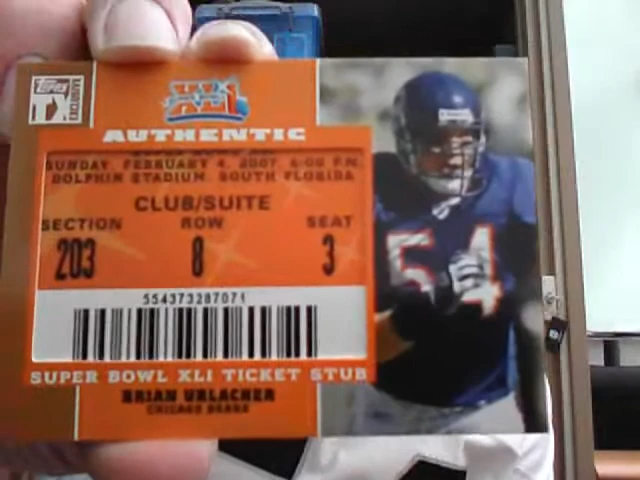 TOPPS
TX
XLI
AUTHENTIC
SUNDAY, FEBRUARY 4, 2007 6:00 P.M.
DOLPHIN STADIUM, SOUTH FLORIDA
CLUB/SUITE
SECTION ROW SEAT
203 8 3
554373287071
SUPER BOWL XLI TICKET STUB
BRIAN URLACHER
CHICAGO BEARS
54